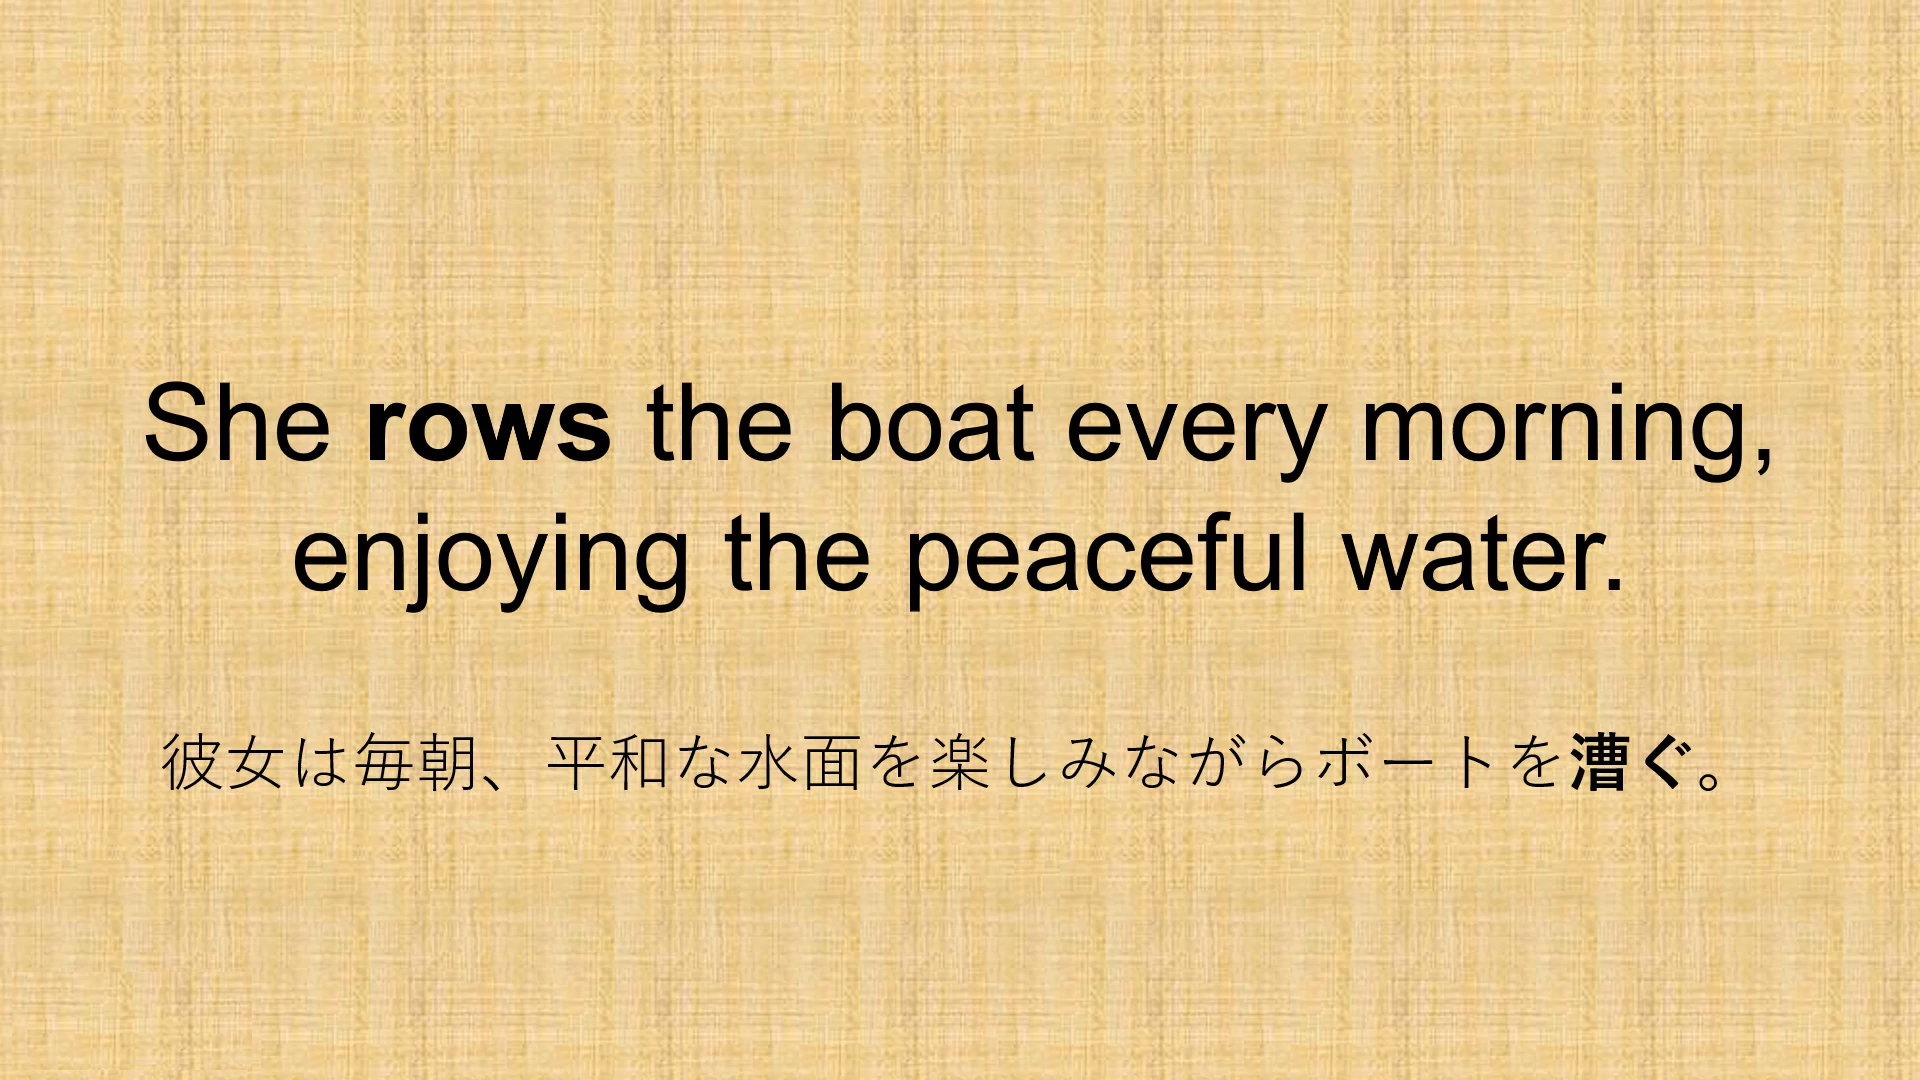 She rows the boat every morning,
enjoying the peaceful water.
彼女は毎朝、平和な水面を楽しみながらボートを漕ぐ。